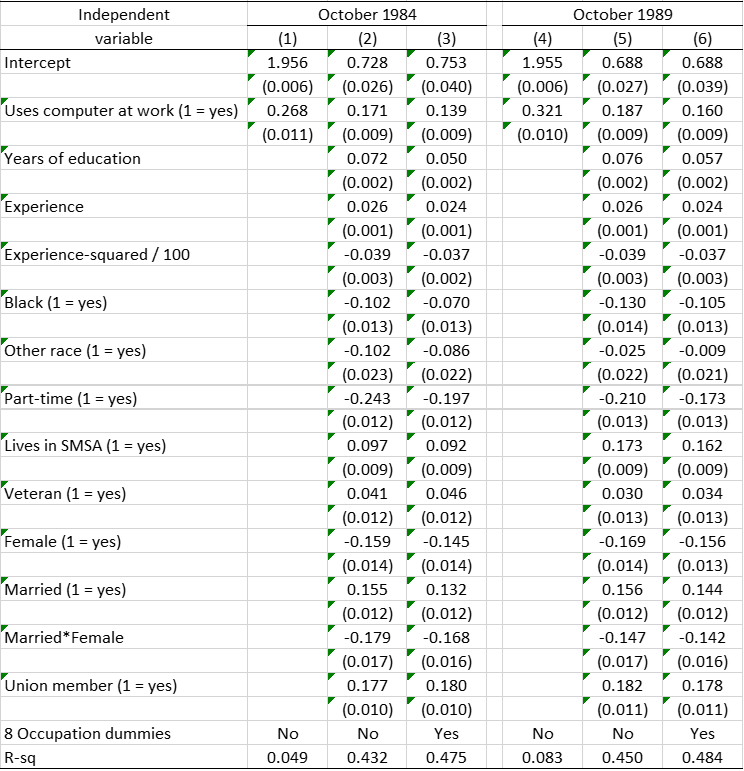 Independent October 1984 October 1989
variable (1) (2) (3) (4) (5) (6)
Intercept 1.956 0.728 0.753 1.955 0.688 0.688
(0.006) (0.026) (0.040) (0.006) (0.027) (0.039)
Uses computer at work (1 = yes) 0.268 0.171 0.139 0.321 0.187 0.160
(0.011) (0.009) (0.009) (0.010) (0.009) (0.009)
Years of education 0.072 0.050 0.076 0.057
(0.002) (0.002) (0.002) (0.002)
Experience 0.026 0.024 0.026 0.024
(0.001) (0.001) (0.001) (0.001)
Experience-squared / 100 -0.039 -0.037 -0.039 -0.037
(0.003) (0.002) (0.003) (0.003)
Black (1 = yes) -0.102 -0.070 -0.130 -0.105
(0.013) (0.013) (0.014) (0.013)
Other race (1 = yes) -0.102 -0.086 -0.025 -0.009
(0.023) (0.022) (0.022) (0.021)
Part-time (1 = yes) -0.243 -0.197 -0.210 -0.173
(0.012) (0.012) (0.013) (0.013)
Lives in SMSA (1 = yes) 0.097 0.092 0.173 0.162
(0.009) (0.009) (0.009) (0.009)
Veteran (1 = yes) 0.041 0.046 0.030 0.034
(0.012) (0.012) (0.013) (0.013)
Female (1 = yes) -0.159 -0.145 -0.169 -0.156
(0.014) (0.014) (0.014) (0.013)
Married (1 = yes) 0.155 0.132 0.156 0.144
(0.012) (0.012) (0.012) (0.012)
Married*Female -0.179 -0.168 -0.147 -0.142
(0.017) (0.016) (0.017) (0.016)
Union member (1 = yes) 0.177 0.180 0.182 0.178
(0.010) (0.010) (0.011) (0.011)
8 Occupation dummies No No Yes No No Yes
R-sq 0.049 0.432 0.475 0.083 0.450 0.484